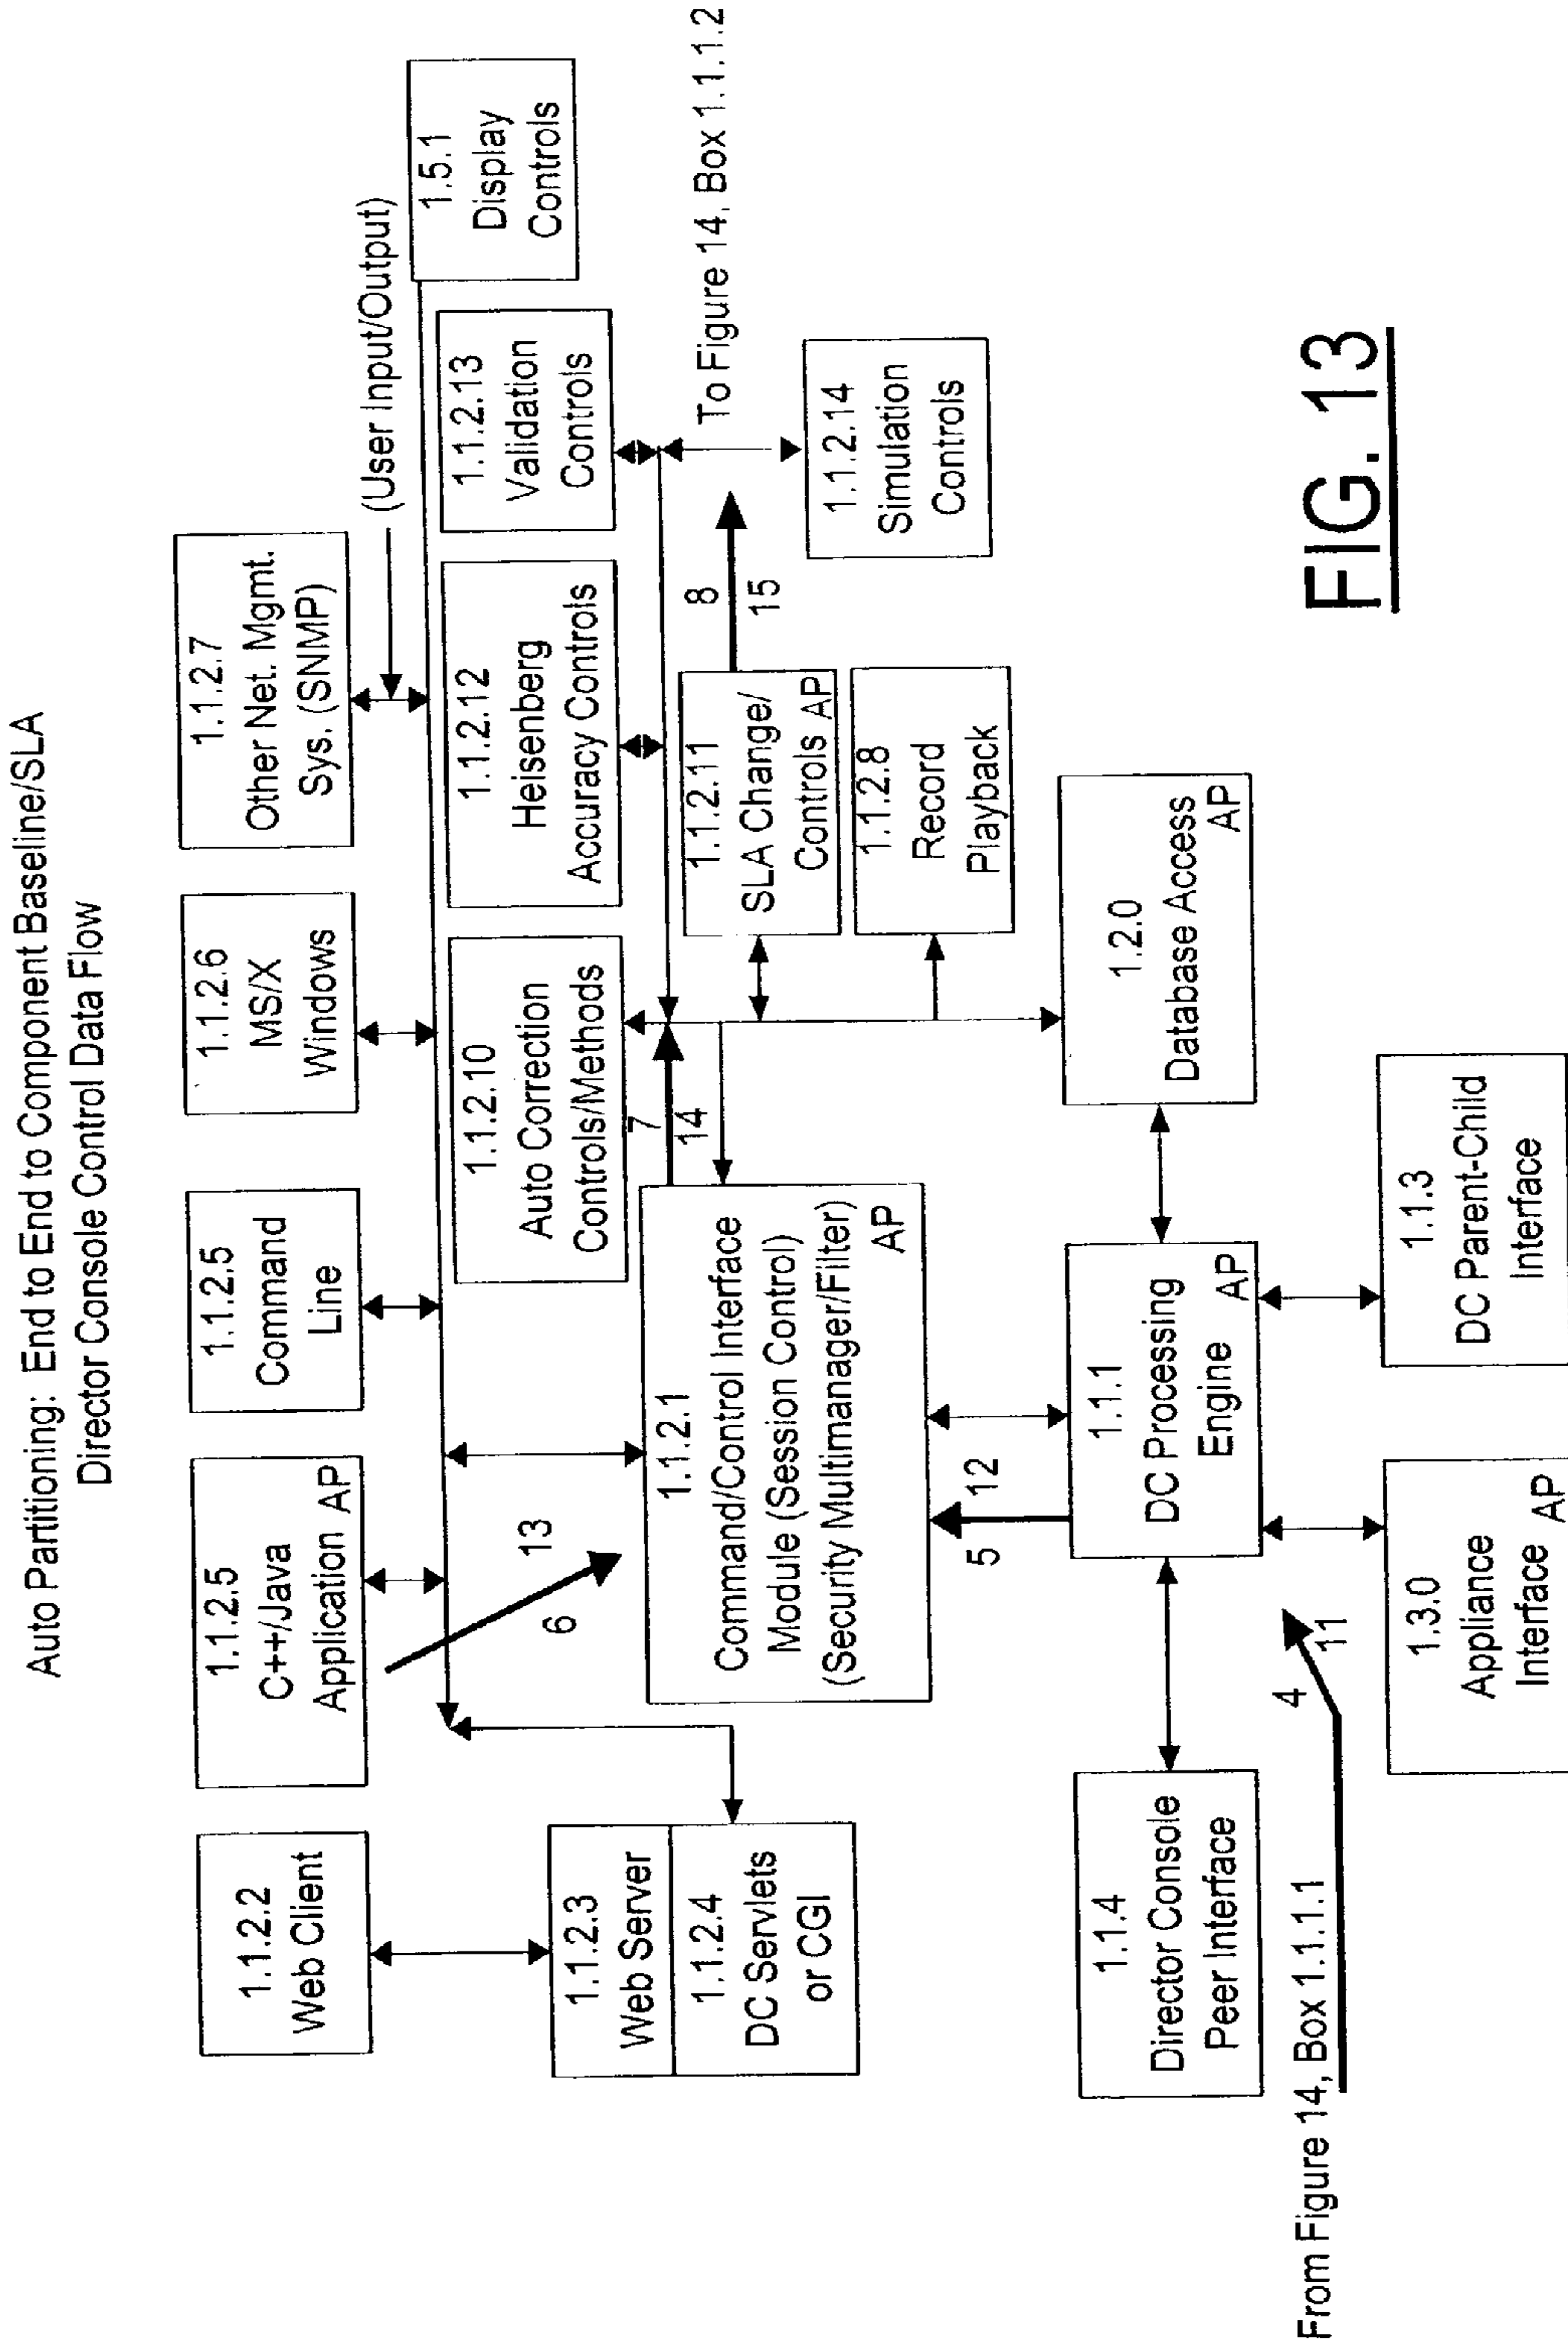 Auto Partitioning: End to End to Component Baseline/SLA
Director Console Control Data Flow
1.1.2.2
Web Client
1.1.2.5
C++/Java
Application AP
1.1.2.5
Command
Line
1.1.2.6
MS/X
Windows
1.1.2.7
Other Net. Mgmt.
Sys. (SNMP)
(User Input/Output)
1.5.1
Display
Controls
1.1.2.3
Web Server
1.1.2.4
DC Servlets
or CGI
6
13
1.1.2.10
Auto Correction
Controls/Methods
1.1.2.12
Heisenberg
Accuracy Controls
1.1.2.13
Validation
Controls
7
14
1.1.2.1
Command/Control Interface
Module (Session Control)
(Security Multimanager/Filter)
AP
1.1.2.11
SLA Change/
Controls AP
8
15
To Figure 14, Box 1.1.1.2
1.1.2.8
Record
Playback
1.1.2.14
Simulation
Controls
5
12
1.1.4
Director Console
Peer Interface
1.1.1
DC Processing
Engine
AP
1.2.0
Database Access
AP
From Figure 14, Box 1.1.1.1
4
11
1.3.0
Appliance
Interface
AP
1.1.3
DC Parent-Child
Interface
FIG. 13